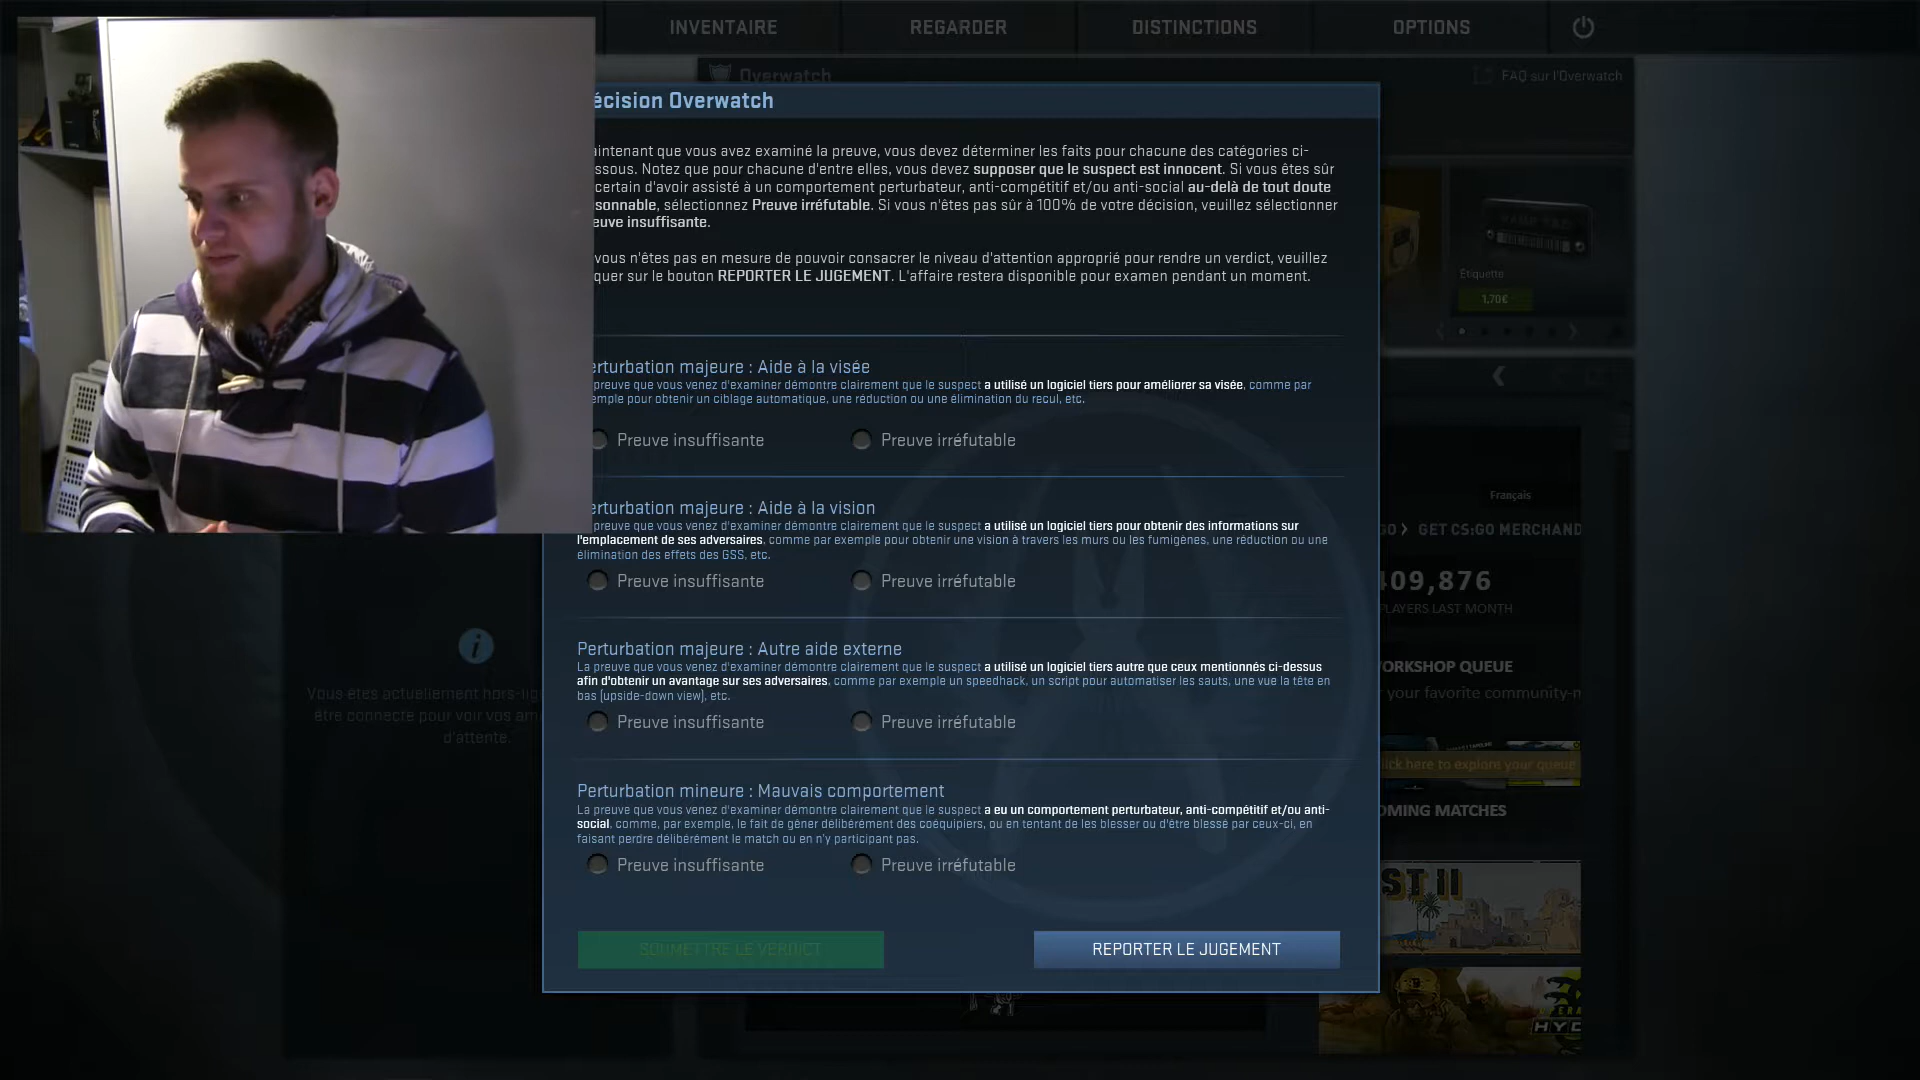 INVENTAIRE
REGARDER
DISTINCTIONS
OPTIONS
Overwatch
FAQ sur l'Overwatch
écision Overwatch
aintenant que vous avez examiné la preuve, vous devez déterminer les faits pour chacune des catégories ci-
ssous. Notez que pour chacune d'entre elles, vous devez supposer que le suspect est innocent. Si vous êtes sûr
certain d'avoir assisté à un comportement perturbateur, anti-compétitif et/ou anti-social au-delà de tout doute
sonnable, sélectionnez Preuve irréfutable. Si vous n'êtes pas sûr à 100% de votre décision, veuillez sélectionner
euve insuffisante.
vous n'êtes pas en mesure de pouvoir consacrer le niveau d'attention approprié pour rendre un verdict, veuillez
quer sur le bouton REPORTER LE JUGEMENT. L'affaire restera disponible pour examen pendant un moment.
Étiquette
1,70€
erturbation majeure : Aide à la visée
preuve que vous venez d'examiner démontre clairement que le suspect a utilisé un logiciel tiers pour améliorer sa visée, comme par
emple pour obtenir un ciblage automatique, une réduction ou une élimination du recul, etc.
Preuve insuffisante
Preuve irréfutable
erturbation majeure : Aide à la vision
preuve que vous venez d'examiner démontre clairement que le suspect a utilisé un logiciel tiers pour obtenir des informations sur
l'emplacement de ses adversaires, comme par exemple pour obtenir une vision à travers les murs ou les fumigènes, une réduction ou une
élimination des effets des GSS, etc.
Preuve insuffisante
Preuve irréfutable
Perturbation majeure : Autre aide externe
La preuve que vous venez d'examiner démontre clairement que le suspect a utilisé un logiciel tiers autre que ceux mentionnés ci-dessus
afin d'obtenir un avantage sur ses adversaires, comme par exemple un speedhack, un script pour automatiser les sauts, une vue la tête en
bas (upside-down view), etc.
Preuve insuffisante
Preuve irréfutable
Perturbation mineure : Mauvais comportement
La preuve que vous venez d'examiner démontre clairement que le suspect a eu un comportement perturbateur, anti-compétitif et/ou anti-
social, comme, par exemple, le fait de gêner délibérément des coéquipiers, ou en tentant de les blesser ou d'être blessé par ceux-ci, en
faisant perdre délibérément le match ou en n'y participant pas.
Preuve insuffisante
Preuve irréfutable
SOUMETTRE LE VERDICT
REPORTER LE JUGEMENT
Vous êtes actuellement hors-lig
être connecté pour voir vos am
d'attente.
Français
GO > GET CS:GO MERCHAND
409,876
PLAYERS LAST MONTH
ORKSHOP QUEUE
your favorite community-m
lick here to explore your queue
OMING MATCHES
ST II
HYD